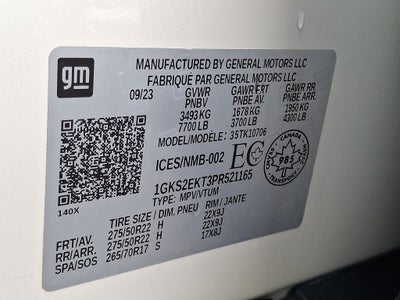 gm
MANUFACTURED BY GENERAL MOTORS LLC
FABRIQUÉ PAR GENERAL MOTORS LLC
09/23 GVWR GAWR FRT GAWR RR
PNBV PNBE AV. PNBE ARR.
3493 KG 1678 KG 1950 KG
7700 LB 3700 LB 4300 LB
MODEL/MODELE: 35TK10706
ICES/NMB-002 EC
CANADA
985
1GKS2EKT3PR521165
TYPE: MPV/VTUM
140X
TIRE SIZE / DIM. PNEU RIM / JANTE
FRT/AV. 275/50R22 H 22X9J
RR/ARR. 275/50R22 H 22X9J
SPA/SOS 265/70R17 S 17X8J